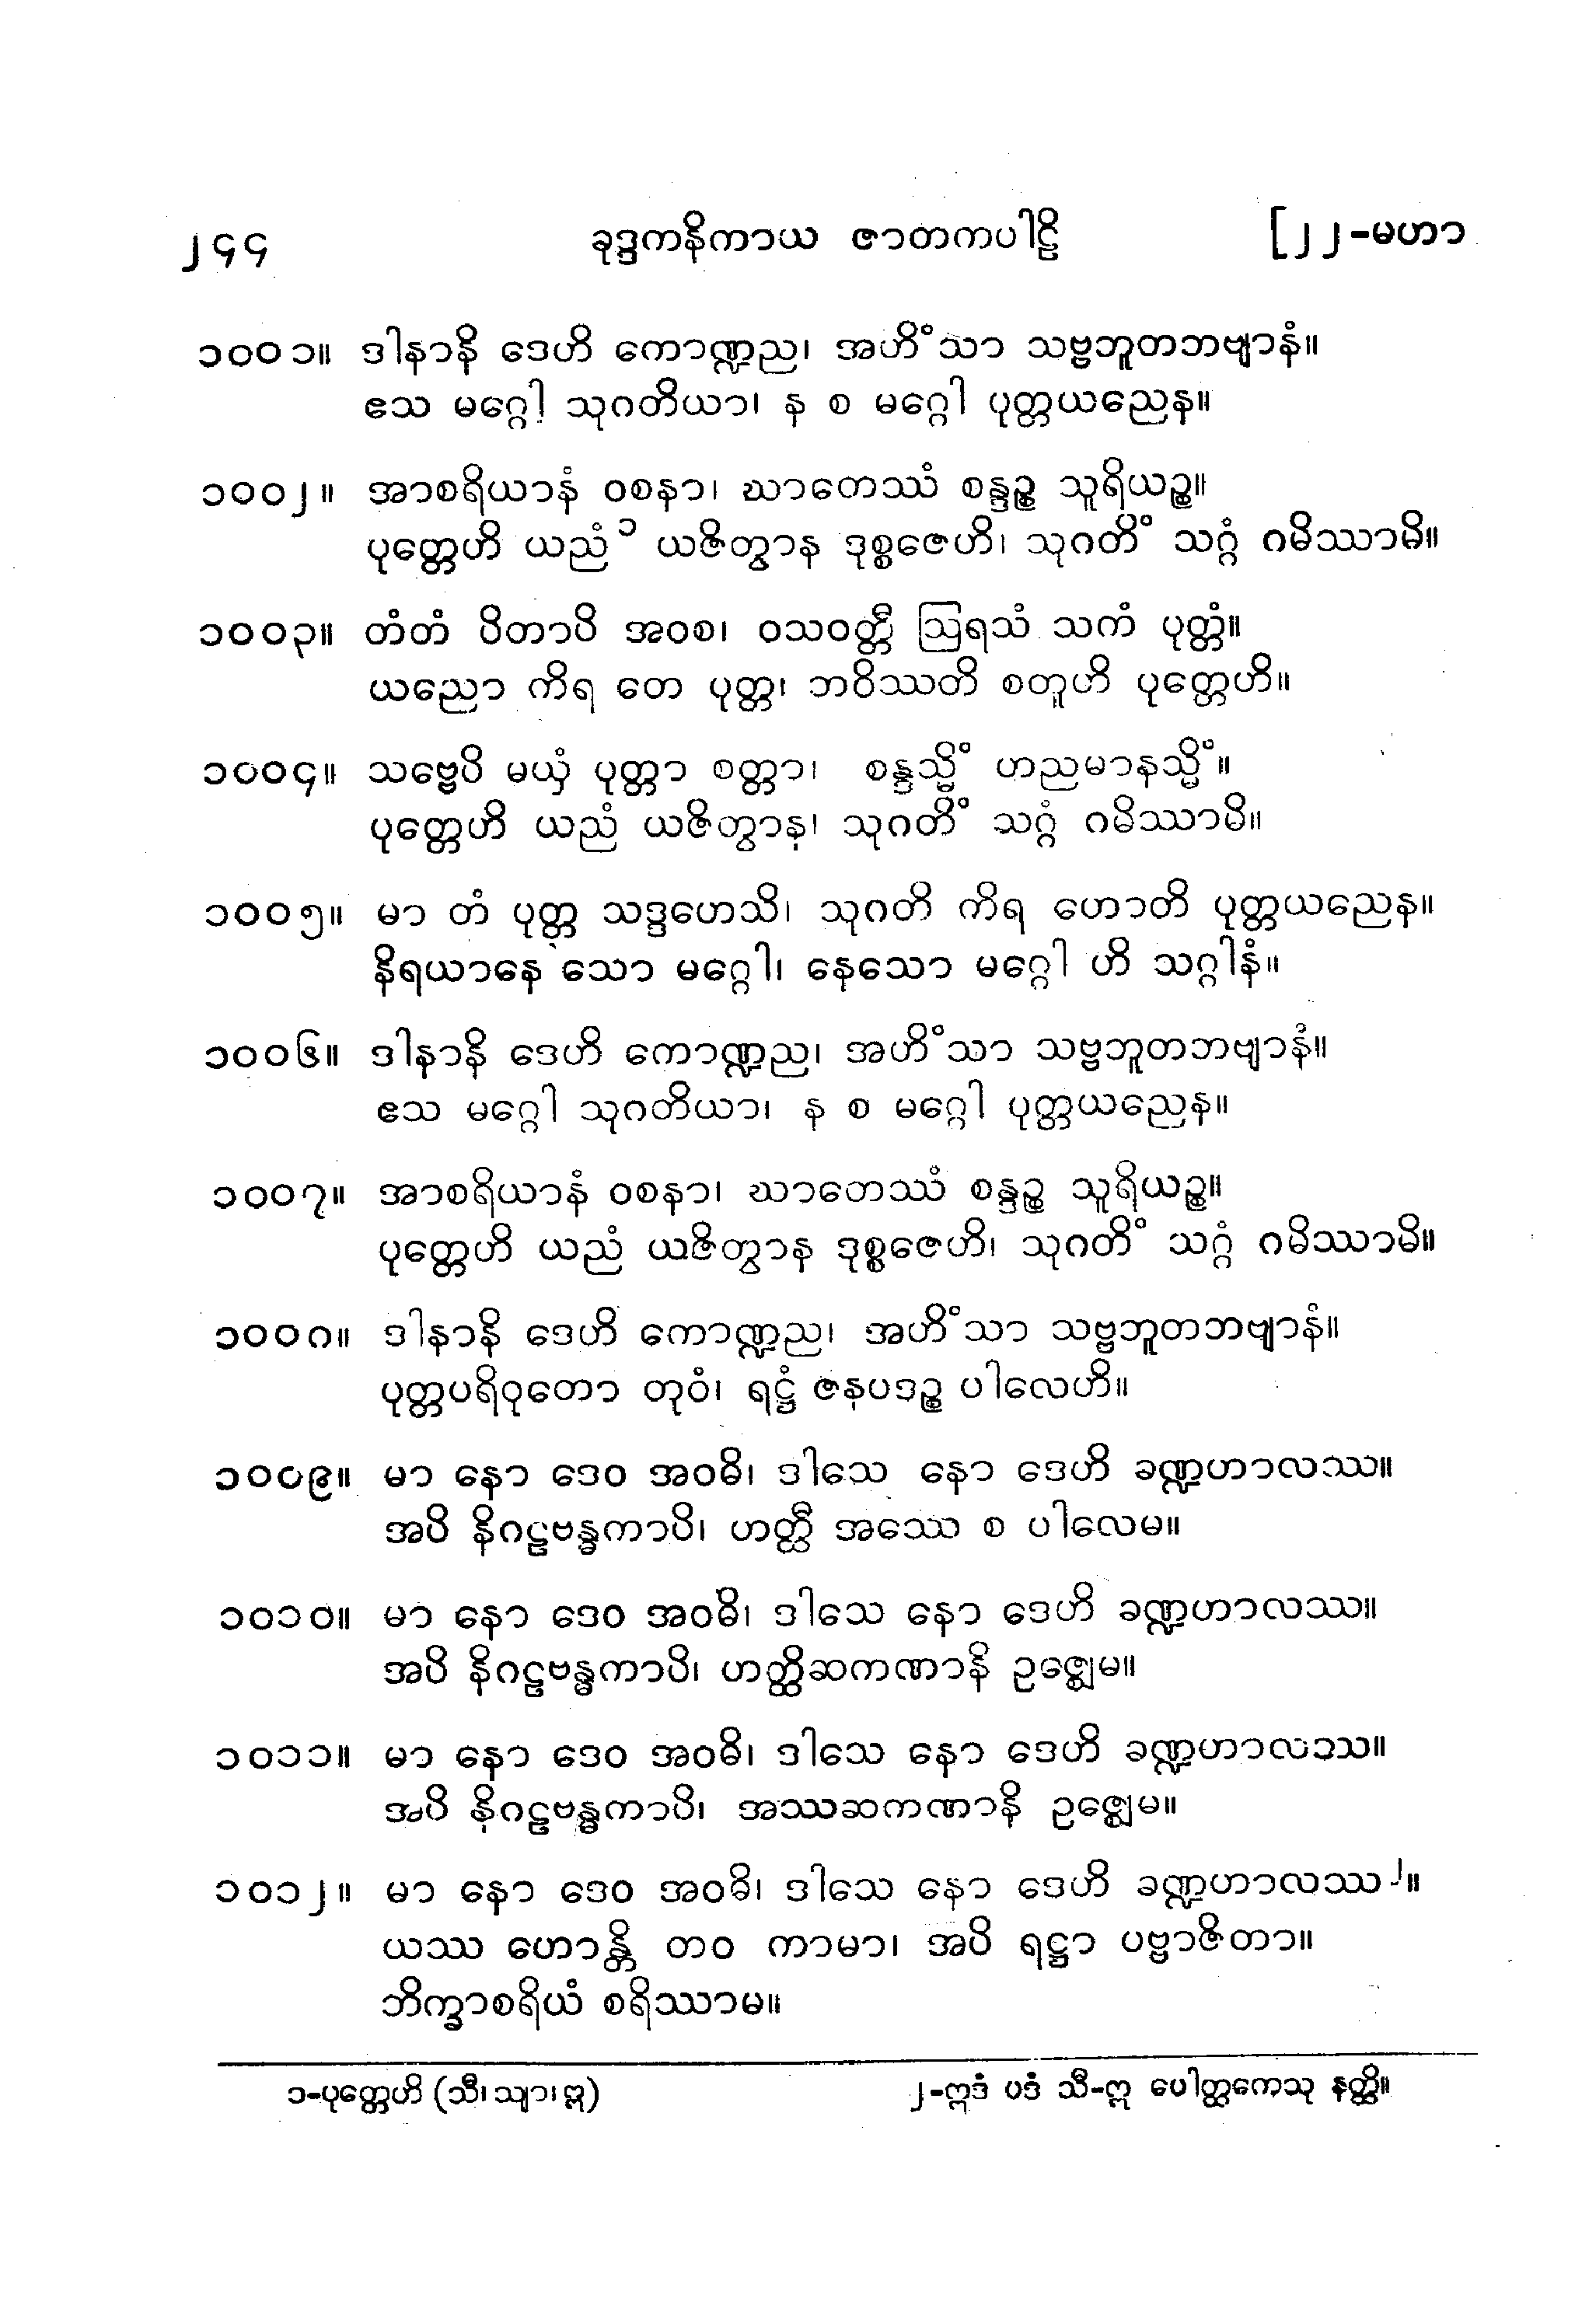 ၂၄၄ ခုဒ္ဒကနိကာယ ဇာတကပါဠိ [၂၂-မဟာ
၁၀၀၁။ ဒါနာနိ ဒေဟိ ကောဏ္ဍည၊ အဟိံသာ သဗ္ဗဘူတဘဗျာနံ။
ဧသ မဂ္ဂေါ သုဂတိယာ၊ န စ မဂ္ဂေါ ပုတ္တယညေန။
၁၀၀၂။ အာစရိယာနံ ဝစနာ၊ ဃာတေဿံ စန္ဒဉ္စ သူရိယဉ္စ။
ပုတ္တေဟိ ယညံ ၁ ယဇိတွာန ဒုစ္စဇေဟိ၊ သုဂတိံ သဂ္ဂံ ဂမိဿာမိ။
၁၀၀၃။ တံတံ ပိတာပိ အဝစ၊ ဝသဝတ္တီ ဩရသံ သကံ ပုတ္တံ။
ယညော ကိရ တေ ပုတ္တ၊ ဘဝိဿတိ စတူဟိ ပုတ္တေဟိ။
၁၀၀၄။ သဗ္ဗေပိ မယှံ ပုတ္တာ စတ္တာ၊ စန္ဒသ္မိံ ဟညမာနသ္မိံ။
ပုတ္တေဟိ ယညံ ယဇိတွာန၊ သုဂတိံ သဂ္ဂံ ဂမိဿာမိ။
၁၀၀၅။ မာ တံ ပုတ္တ သဒ္ဒဟေသိ၊ သုဂတိ ကိရ ဟောတိ ပုတ္တယညေန။
နိရယာနေ သော မဂ္ဂေါ၊ နေသော မဂ္ဂေါ ဟိ သဂ္ဂါနံ။
၁၀၀၆။ ဒါနာနိ ဒေဟိ ကောဏ္ဍည၊ အဟိံသာ သဗ္ဗဘူတဘဗျာနံ။
ဧသ မဂ္ဂေါ သုဂတိယာ၊ န စ မဂ္ဂေါ ပုတ္တယညေန။
၁၀၀၇။ အာစရိယာနံ ဝစနာ၊ ဃာတေဿံ စန္ဒဉ္စ သူရိယဉ္စ။
ပုတ္တေဟိ ယညံ ယဇိတွာန ဒုစ္စဇေဟိ၊ သုဂတိံ သဂ္ဂံ ဂမိဿာမိ။
၁၀၀၈။ ဒါနာနိ ဒေဟိ ကောဏ္ဍည၊ အဟိံသာ သဗ္ဗဘူတဘဗျာနံ။
ပုတ္တပရိဝုတော တုဝံ၊ ရဋ္ဌံ ဇနပဒဉ္စ ပါလေဟိ။
၁၀၀၉။ မာ နော ဒေဝ အဝဓိ၊ ဒါသေ နော ဒေဟိ ခဏ္ဍဟာလဿ။
အပိ နိဂဠဗန္ဓကာပိ၊ ဟတ္ထီ အဿေ စ ပါလေမ။
၁၀၁၀။ မာ နော ဒေဝ အဝဓိ၊ ဒါသေ နော ဒေဟိ ခဏ္ဍဟာလဿ။
အပိ နိဂဠဗန္ဓကာပိ၊ ဟတ္ထိဆကဏာနိ ဥဇ္ဈေမ။
၁၀၁၁။ မာ နော ဒေဝ အဝဓိ၊ ဒါသေ နော ဒေဟိ ခဏ္ဍဟာလဿ။
အပိ နိဂဠဗန္ဓကာပိ၊ အဿဆကဏာနိ ဥဇ္ဈေမ။
၁၀၁၂။ မာ နော ဒေဝ အဝဓိ၊ ဒါသေ နော ဒေဟိ ခဏ္ဍဟာလဿ ၂။
ယဿ ဟောန္တိ တဝ ကာမာ၊ အပိ ရဋ္ဌာ ပဗ္ဗာဇိတာ။
ဘိက္ခာစရိယံ စရိဿာမ။
၁-ပုတ္တေဟိ (သီ၊ သျာ၊ ဣ) ၂-ဣဒံ ပဒံ သီ-ဣ ပေါတ္ထကေသု နတ္ထိ။